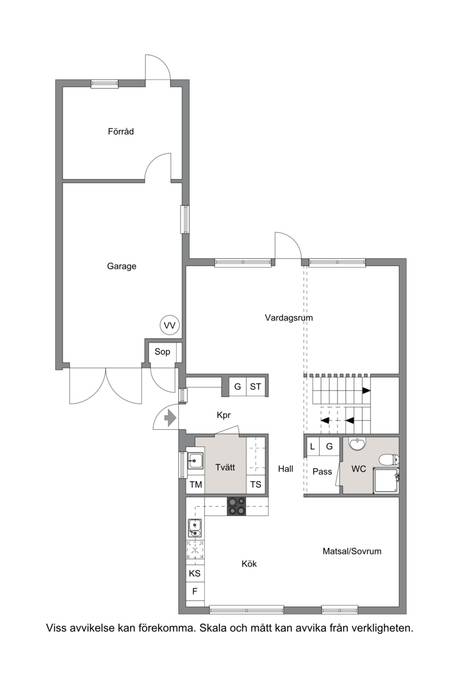 Förråd
Garage
VV
Sop
Vardagsrum
G ST
Kpr
Tvätt
TM
TS
Hall
L G
Pass
WC
KS
F
Kök
Matsal/Sovrum
Viss avvikelse kan förekomma. Skala och mått kan avvika från verkligheten.